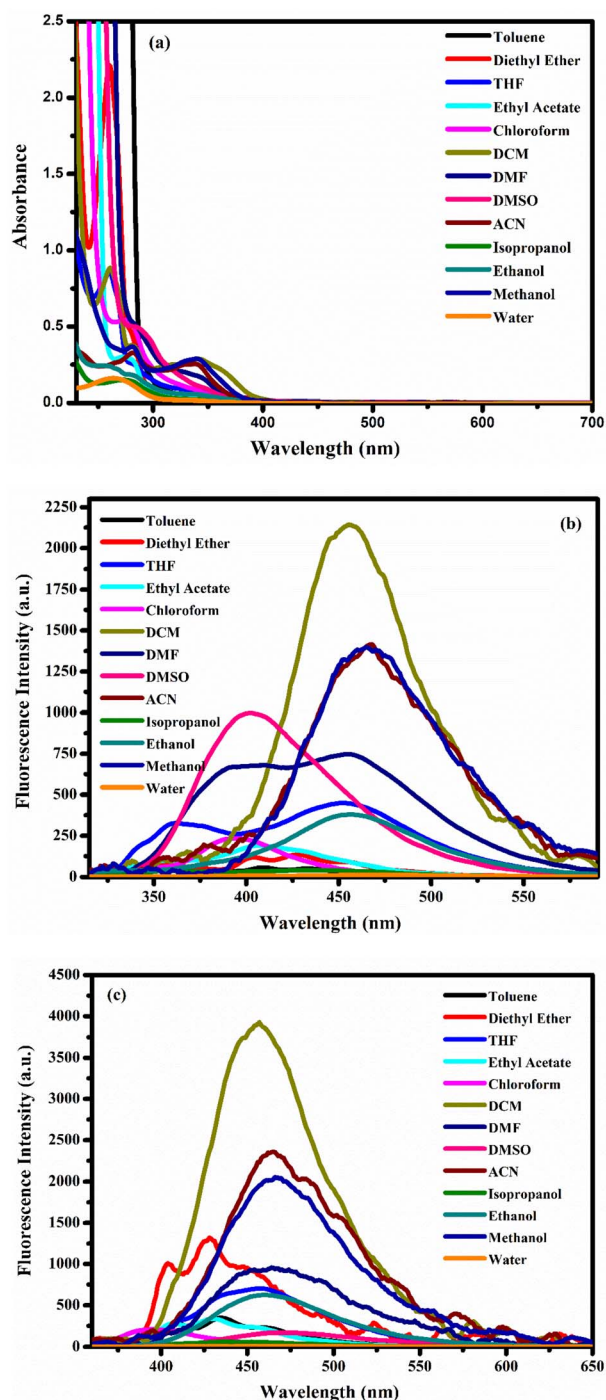 (a)
Toluene
Diethyl Ether
THF
Ethyl Acetate
Chloroform
DCM
DMF
DMSO
ACN
Isopropanol
Ethanol
Methanol
Water
Absorbance
2.5
2.0
1.5
1.0
0.5
0.0
300 400 500 600 700
Wavelength (nm)
(b)
Toluene
Diethyl Ether
THF
Ethyl Acetate
Chloroform
DCM
DMF
DMSO
ACN
Isopropanol
Ethanol
Methanol
Water
Fluorescence Intensity (a.u.)
2250
2000
1750
1500
1250
1000
750
500
250
0
350 400 450 500 550
Wavelength (nm)
(c)
Toluene
Diethyl Ether
THF
Ethyl Acetate
Chloroform
DCM
DMF
DMSO
ACN
Isopropanol
Ethanol
Methanol
Water
Fluorescence Intensity (a.u.)
4500
4000
3500
3000
2500
2000
1500
1000
500
0
400 450 500 550 600 650
Wavelength (nm)